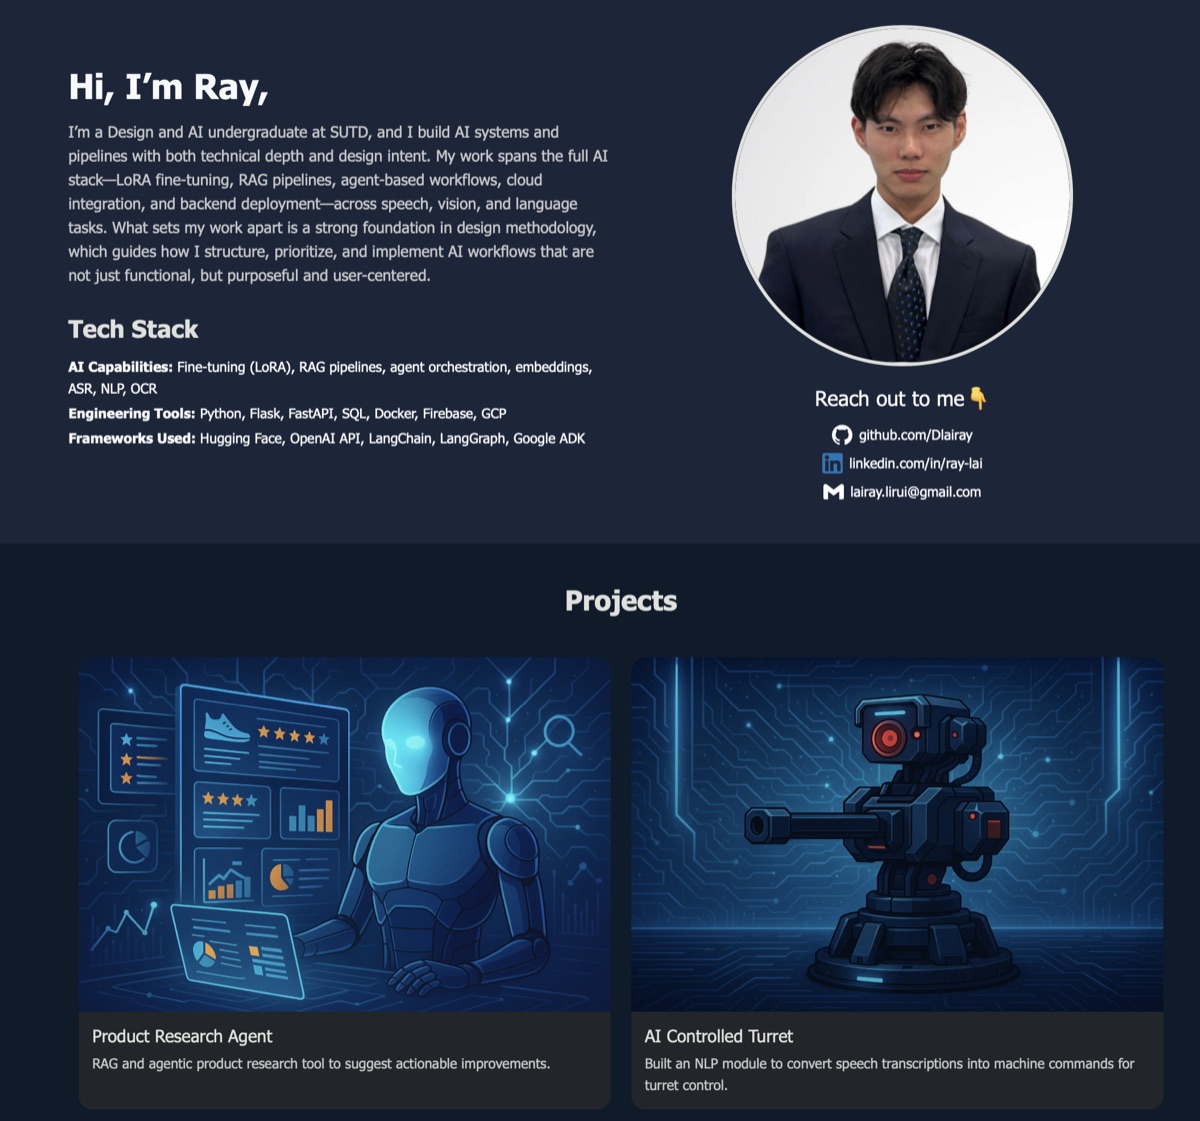 Hi, I’m Ray,
I’m a Design and AI undergraduate at SUTD, and I build AI systems and
pipelines with both technical depth and design intent. My work spans the full AI
stack—LoRA fine-tuning, RAG pipelines, agent-based workflows, cloud
integration, and backend deployment—across speech, vision, and language
tasks. What sets my work apart is a strong foundation in design methodology,
which guides how I structure, prioritize, and implement AI workflows that are
not just functional, but purposeful and user-centered.
Tech Stack
AI Capabilities: Fine-tuning (LoRA), RAG pipelines, agent orchestration, embeddings,
ASR, NLP, OCR
Engineering Tools: Python, Flask, FastAPI, SQL, Docker, Firebase, GCP
Frameworks Used: Hugging Face, OpenAI API, LangChain, LangGraph, Google ADK
Reach out to me👇
github.com/Dlairay
in linkedin.com/in/ray-lai
lairay.lirui@gmail.com
Projects
Product Research Agent
RAG and agentic product research tool to suggest actionable improvements.
AI Controlled Turret
Built an NLP module to convert speech transcriptions into machine commands for
turret control.